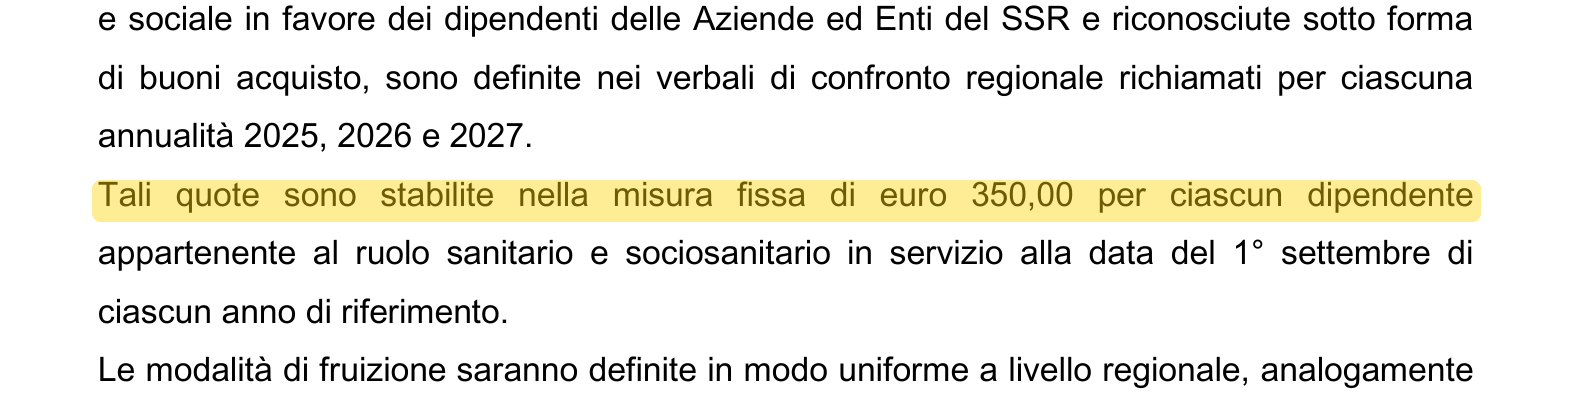 e sociale in favore dei dipendenti delle Aziende ed Enti del SSR e riconosciute sotto forma
di buoni acquisto, sono definite nei verbali di confronto regionale richiamati per ciascuna
annualità 2025, 2026 e 2027.
Tali quote sono stabilite nella misura fissa di euro 350,00 per ciascun dipendente
appartenente al ruolo sanitario e sociosanitario in servizio alla data del 1° settembre di
ciascun anno di riferimento.
Le modalità di fruizione saranno definite in modo uniforme a livello regionale, analogamente